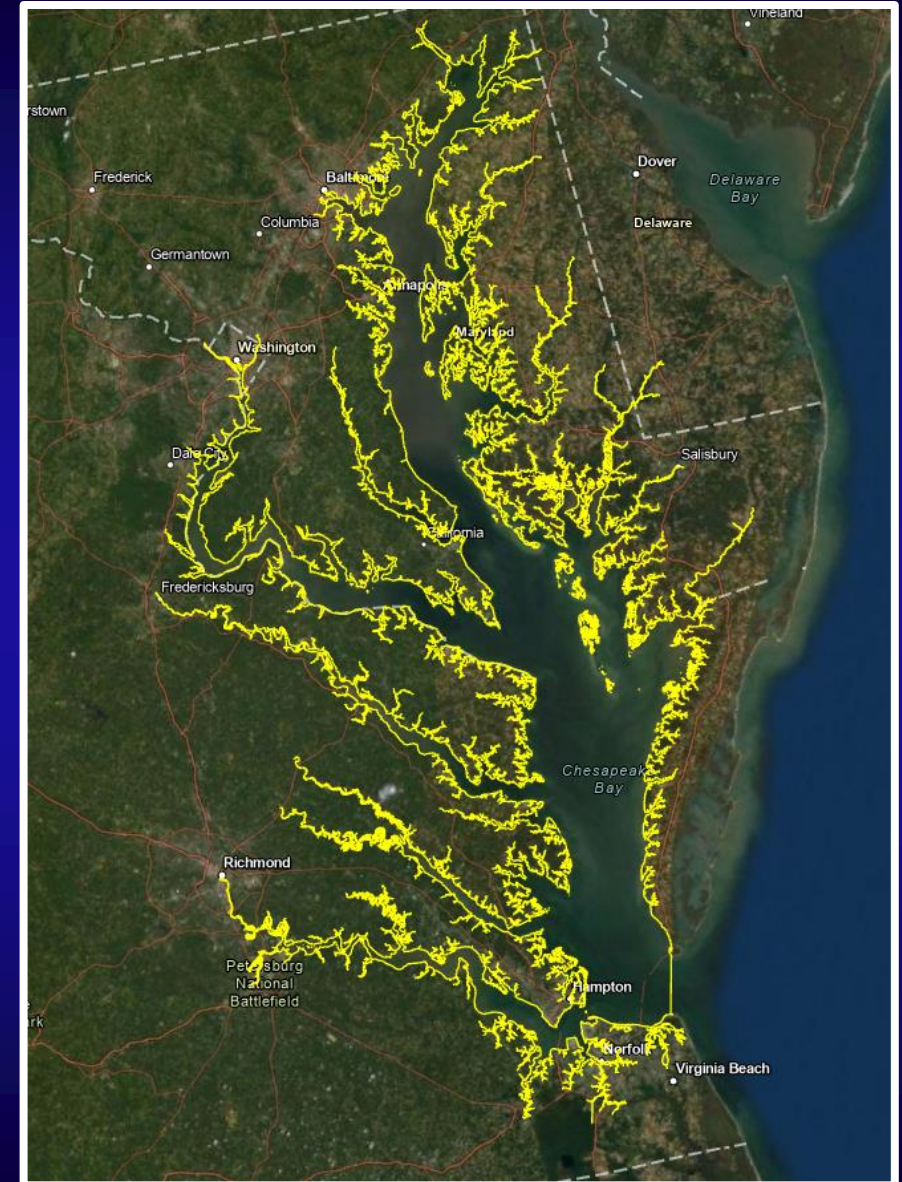 Vineland
rstown
Frederick
Baltimore
Dover
Delaware
Bay
Columbia
Delaware
Germantown
Annapolis
Maryland
Washington
Dale City
Salisbury
California
Fredericksburg
Chesapeake
Bay
Richmond
Petersburg
National
Battlefield
Hampton
rk
Norfolk
Virginia Beach